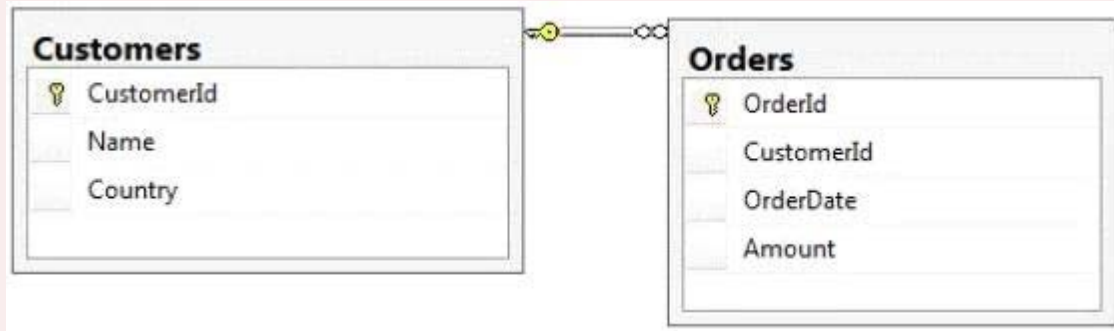 Customers
CustomerId
Name
Country
Orders
OrderId
CustomerId
OrderDate
Amount